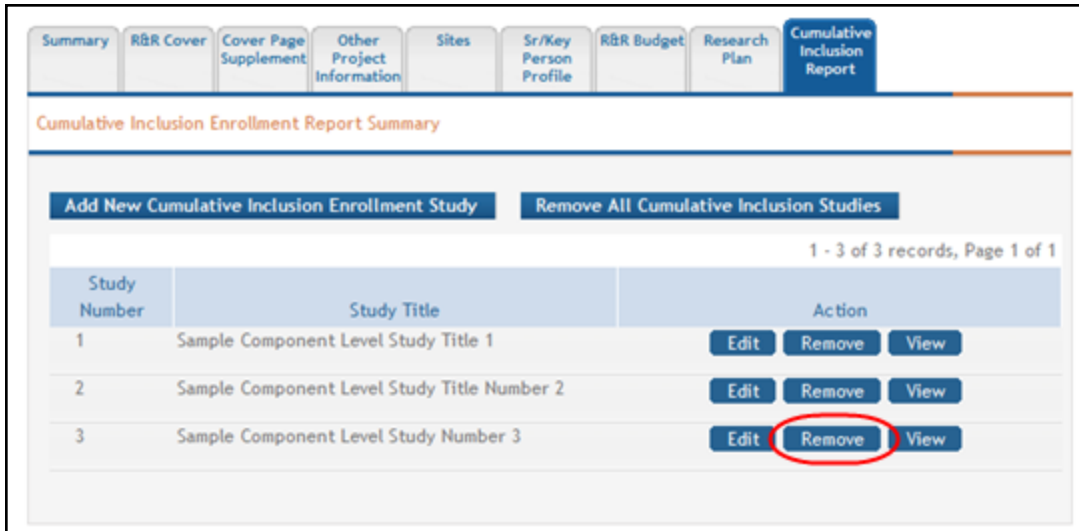 Summary
R&R Cover
Cover Page
Supplement
Other
Project
Information
Sites
Sr/Key
Person
Profile
R&R Budget
Research
Plan
Cumulative
Inclusion
Report
Cumulative Inclusion Enrollment Report Summary
Add New Cumulative Inclusion Enrollment Study
Remove All Cumulative Inclusion Studies
1 - 3 of 3 records, Page 1 of 1
Study
Number
Study Title
Action
1 Sample Component Level Study Title 1 Edit Remove View
2 Sample Component Level Study Title Number 2 Edit Remove View
3 Sample Component Level Study Number 3 Edit Remove View